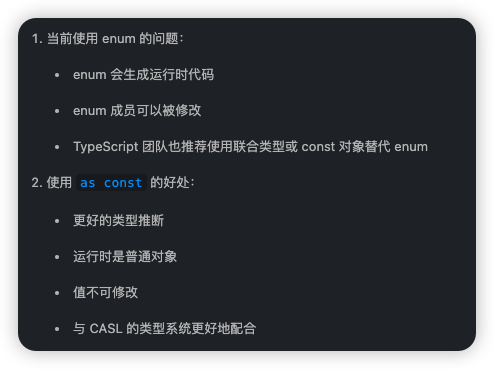 1. 当前使用 enum 的问题：
• enum 会生成运行时代码
• enum 成员可以被修改
• TypeScript 团队也推荐使用联合类型或 const 对象替代 enum
2. 使用 as const 的好处：
• 更好的类型推断
• 运行时是普通对象
• 值不可修改
• 与 CASL 的类型系统更好地配合